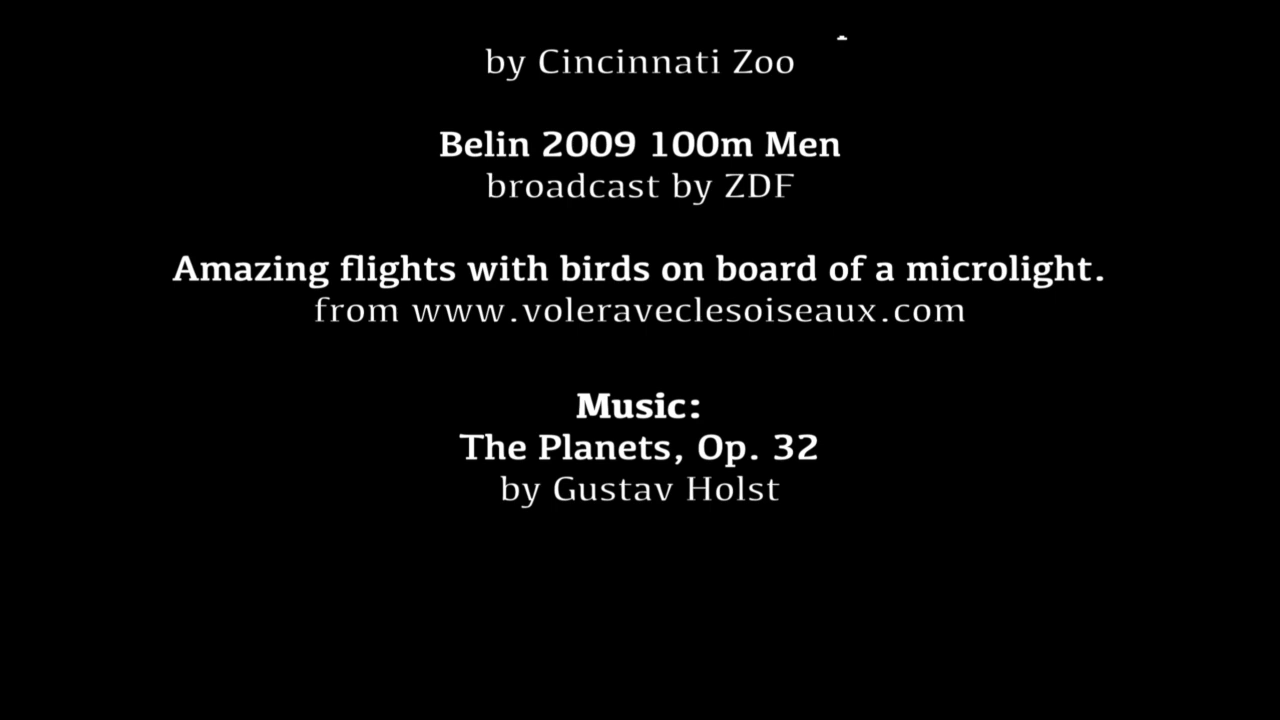 by Cincinnati Zoo
Belin 2009 100m Men
broadcast by ZDF
Amazing flights with birds on board of a microlight.
from www.voleraveclesoiseaux.com
Music:
The Planets, Op. 32
by Gustav Holst